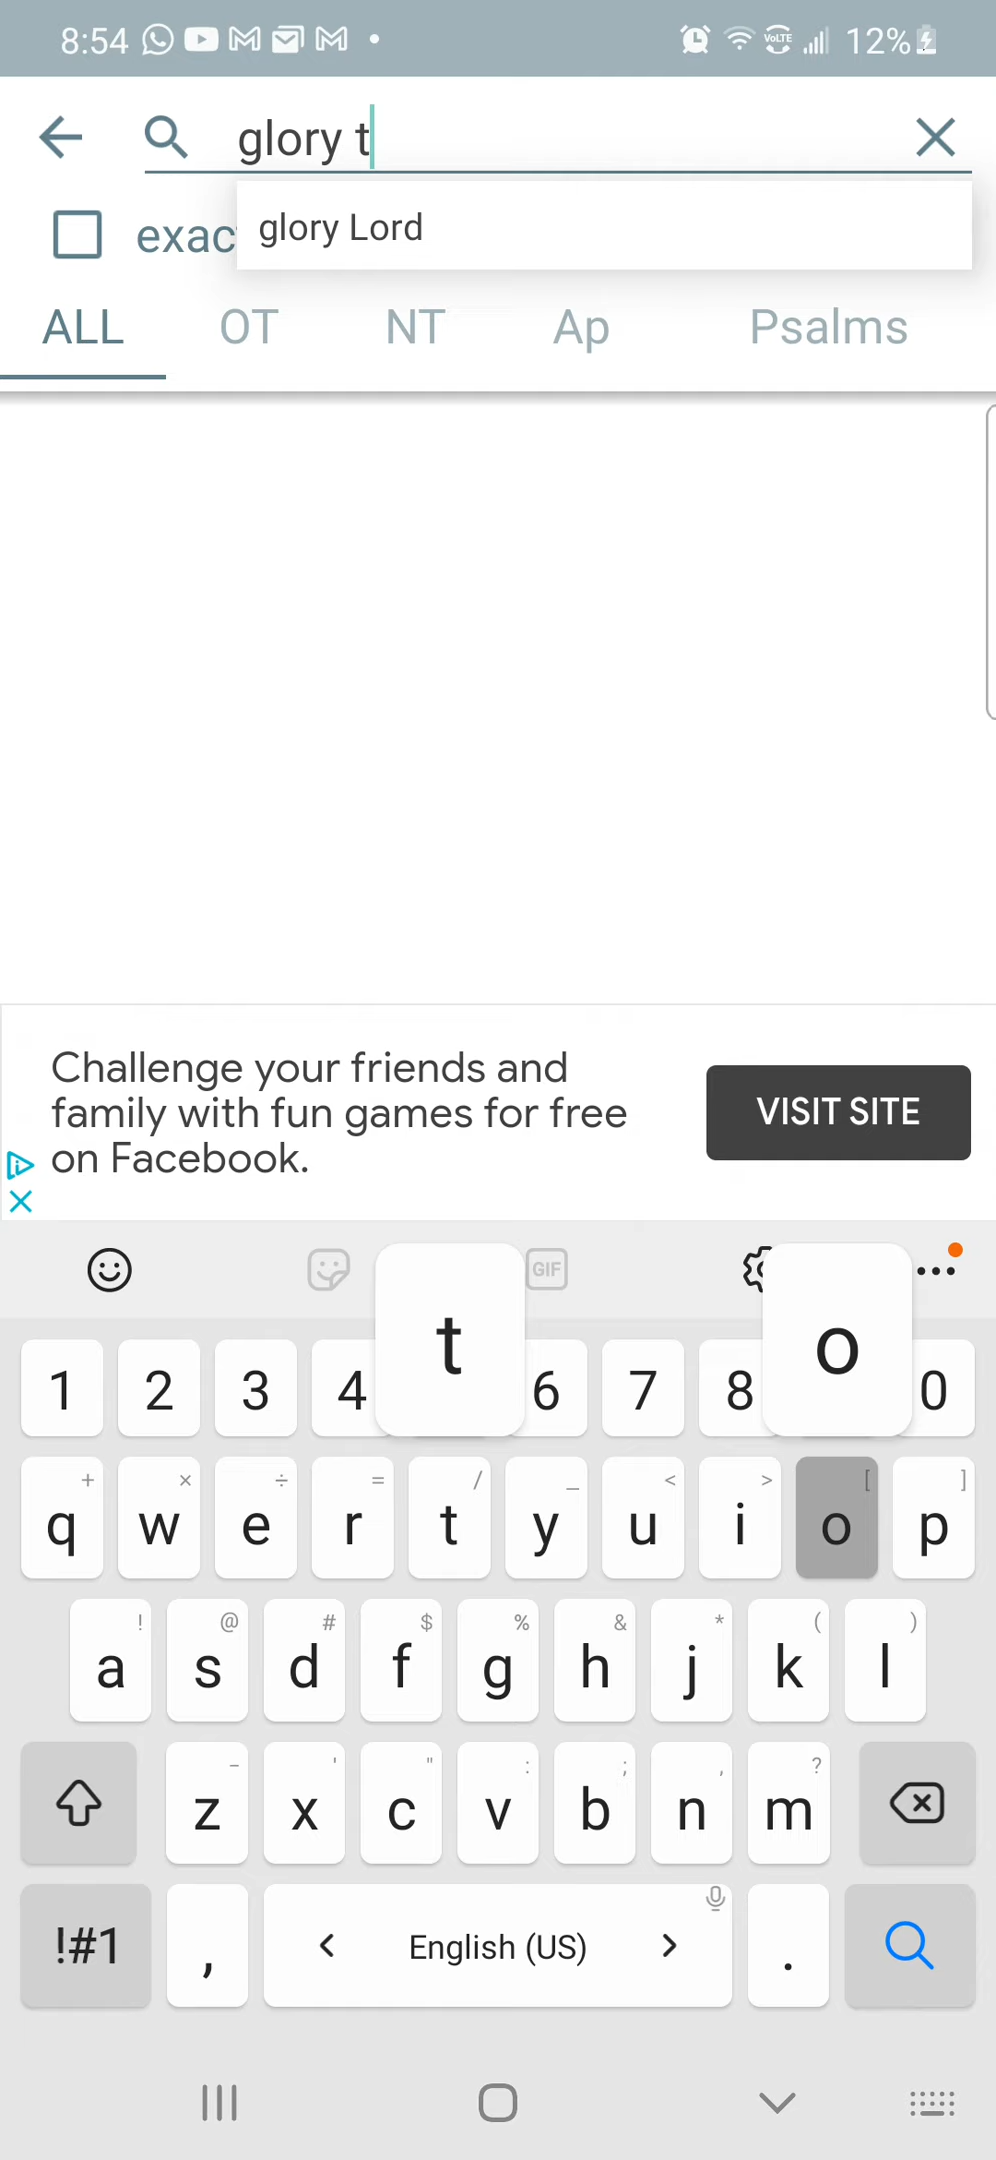 8:54 VoLTE 12%
glory t
exac
glory Lord
ALL OT NT Ap Psalms
Challenge your friends and
family with fun games for free
on Facebook.
VISIT SITE
GIF
t o
1 2 3 4 6 7 8 0
+ × ÷ = / _ < > [ ]
q w e r t y u i o p
! @ # $ % & * ( )
a s d f g h j k l
- ' " : ; , ?
z x c v b n m
!#1 , < English (US) > .